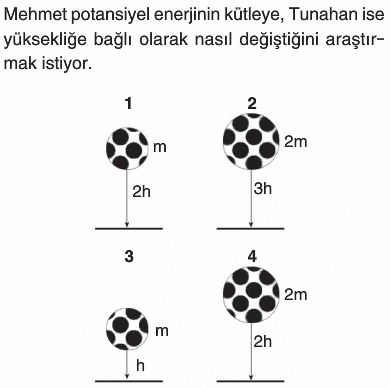 Mehmet potansiyel enerjinin kütleye, Tunahan ise
yüksekliğe bağlı olarak nasıl değiştiğini araştır-
mak istiyor.
1 2
m 2m
2h 3h
3 4
m 2m
h 2h